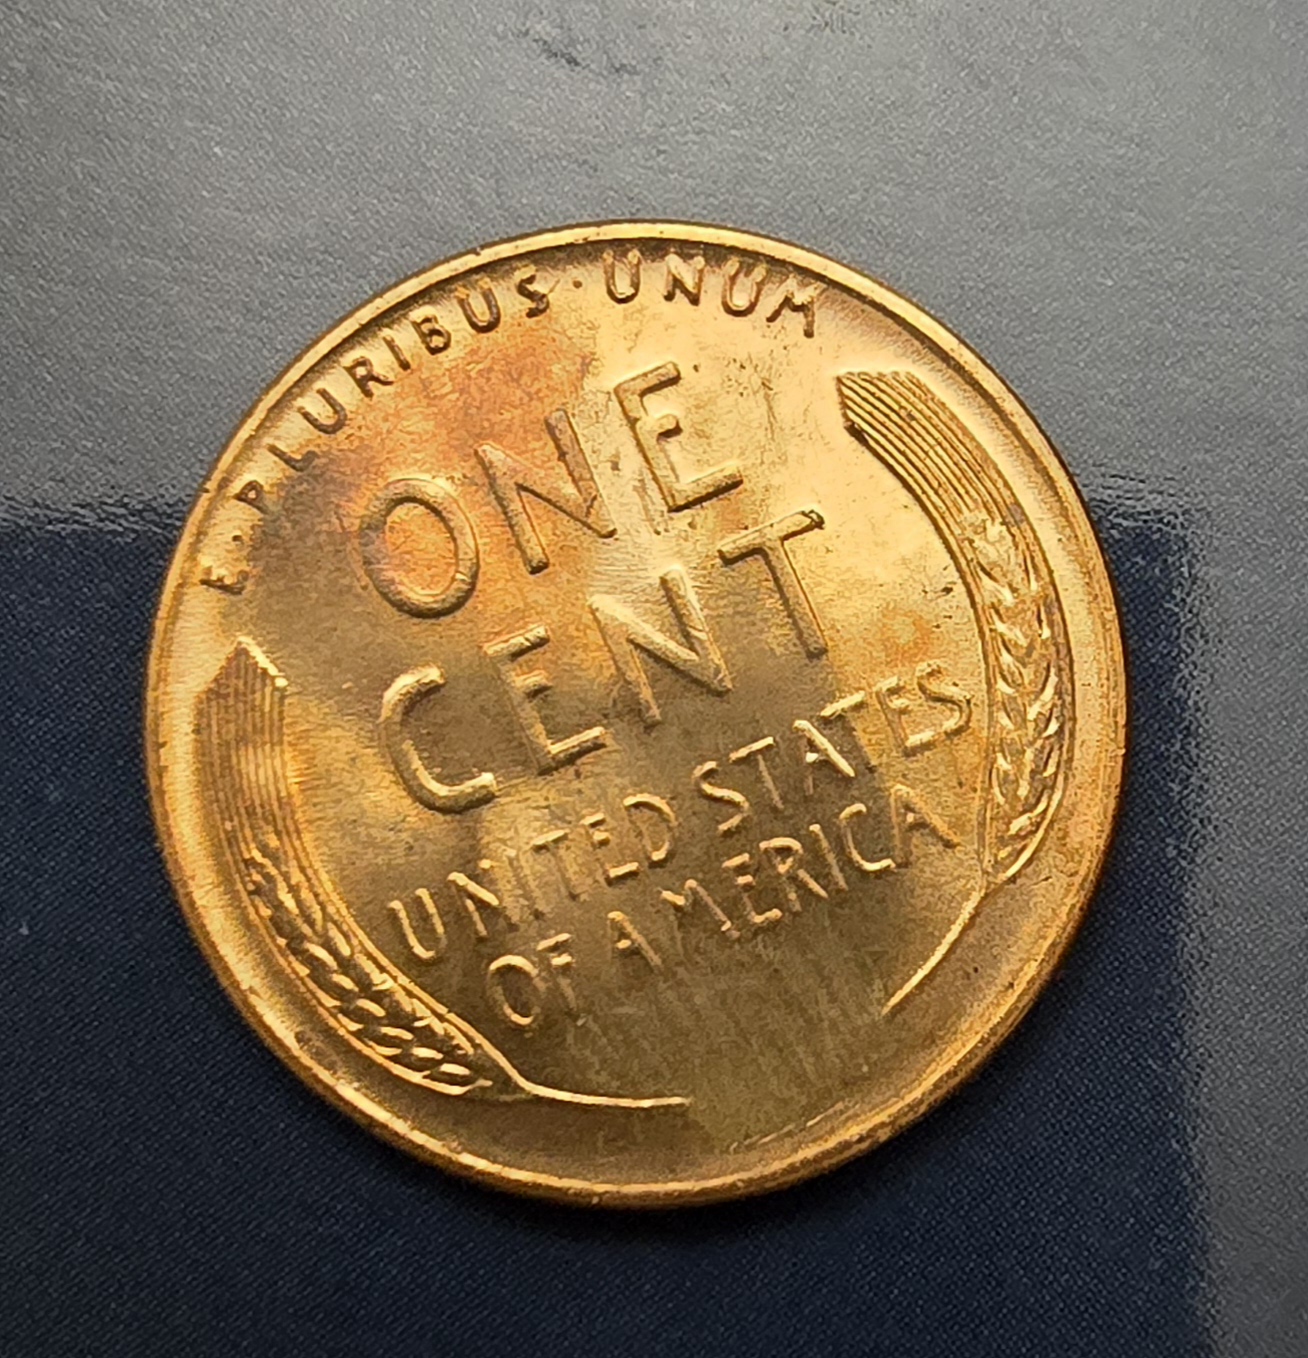 E·PLURIBUS·UNUM
ONE
CENT
UNITED STATES
OF AMERICA